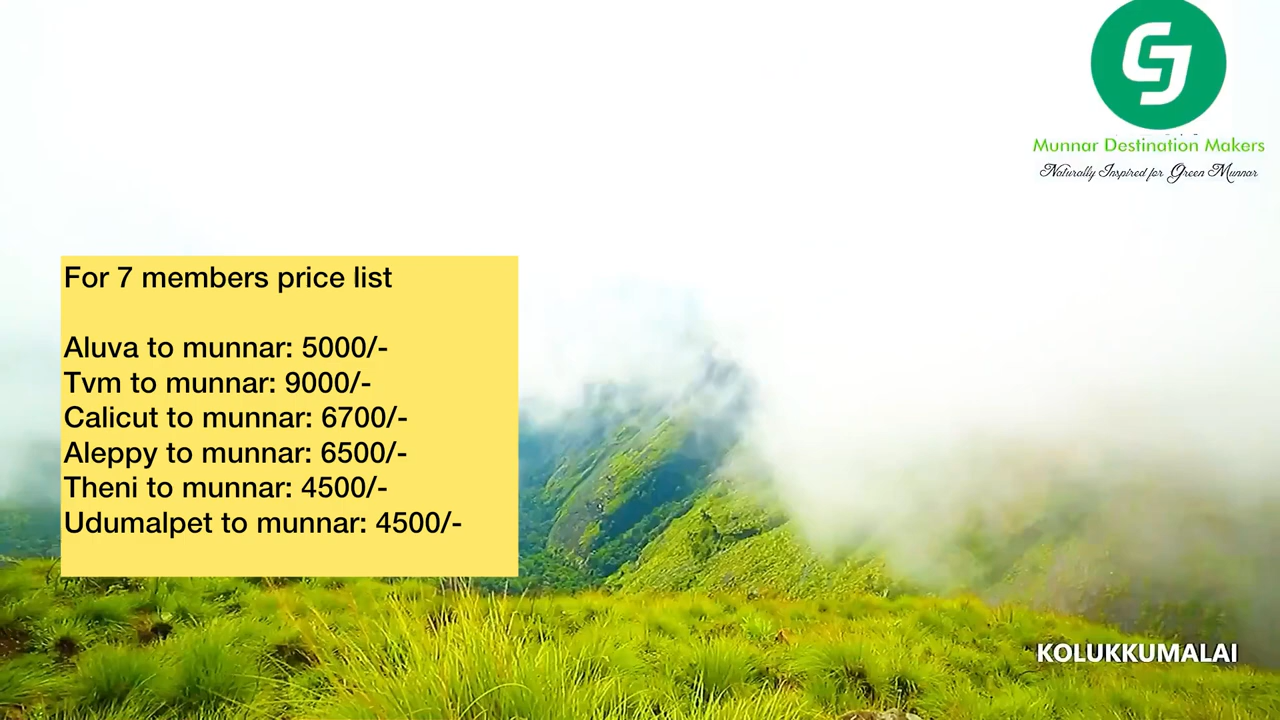 GJ
Munnar Destination Makers
Naturally Inspired for Green Munnar
For 7 members price list
Aluva to munnar: 5000/-
Tvm to munnar: 9000/-
Calicut to munnar: 6700/-
Aleppy to munnar: 6500/-
Theni to munnar: 4500/-
Udumalpet to munnar: 4500/-
KOLUKKUMALAI